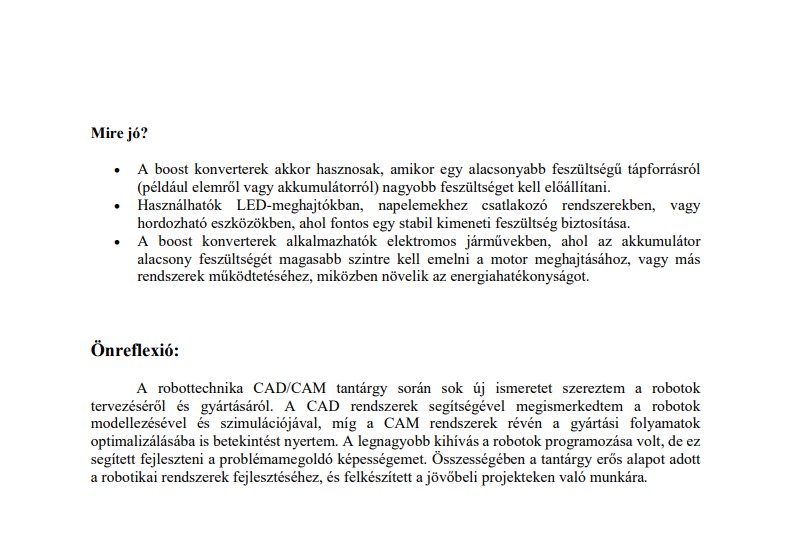 Mire jó?
• A boost konverterek akkor hasznosak, amikor egy alacsonyabb feszültségű tápforrásról
(például elemről vagy akkumulátorról) nagyobb feszültséget kell előállítani.
• Használhatók LED-meghajtókban, napelemekhez csatlakozó rendszerekben, vagy
hordozható eszközökben, ahol fontos egy stabil kimeneti feszültség biztosítása.
• A boost konverterek alkalmazhatók elektromos járművekben, ahol az akkumulátor
alacsony feszültségét magasabb szintre kell emelni a motor meghajtásához, vagy más
rendszerek működtetéséhez, miközben növelik az energiahatékonyságot.
Önreflexió:
A robottechnika CAD/CAM tantárgy során sok új ismeretet szereztem a robotok
tervezéséről és gyártásáról. A CAD rendszerek segítségével megismerkedtem a robotok
modellezésével és szimulációjával, míg a CAM rendszerek révén a gyártási folyamatok
optimalizálásába is betekintést nyertem. A legnagyobb kihívás a robotok programozása volt, de ez
segített fejleszteni a problémamegoldó képességemet. Összességében a tantárgy erős alapot adott
a robotikai rendszerek fejlesztéséhez, és felkészített a jövőbeli projekteken való munkára.